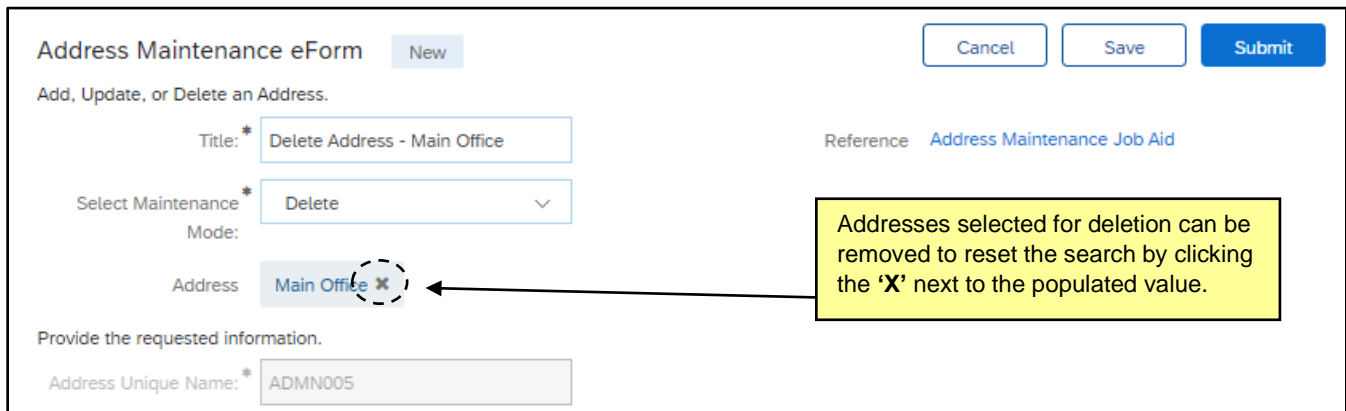 Address Maintenance eForm New Cancel Save Submit
Add, Update, or Delete an Address.
Title: * Delete Address - Main Office Reference Address Maintenance Job Aid
Select Maintenance * Delete
Mode:
Addresses selected for deletion can be
removed to reset the search by clicking
the ‘X’ next to the populated value.
Address Main Office ✖
Provide the requested information.
Address Unique Name: * ADMN005